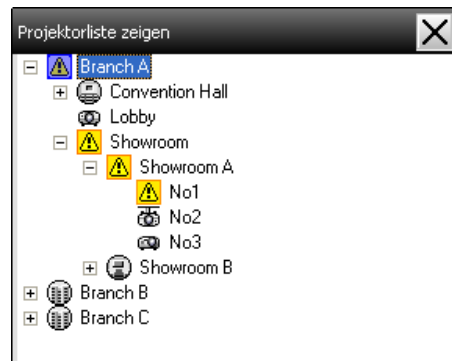 Projektorliste zeigen
Branch A
Convention Hall
Lobby
Showroom
Showroom A
No1
No2
No3
Showroom B
Branch B
Branch C